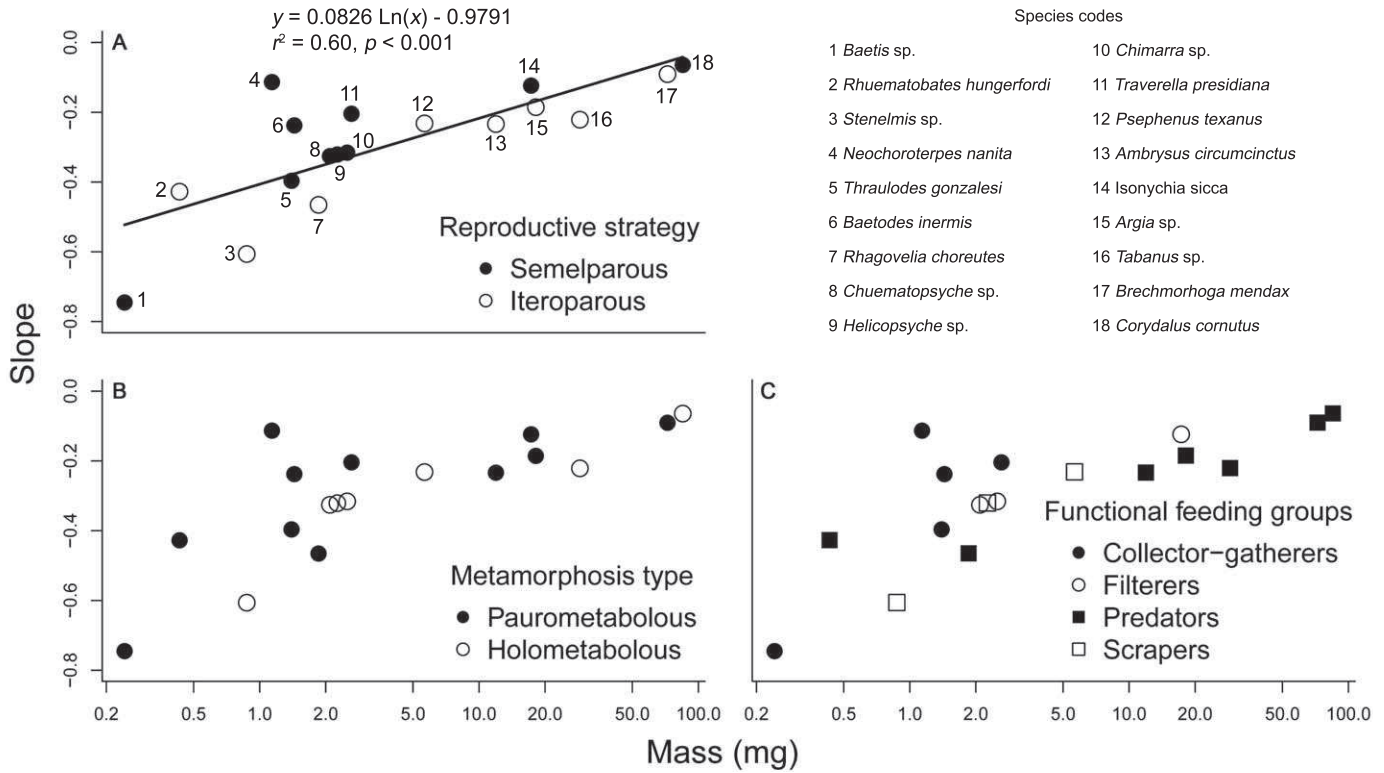 y = 0.0826 Ln(x) - 0.9791
r² = 0.60, p < 0.001
A
0.0
−0.2
−0.4
−0.6
−0.8
1
2
3
4
5
6
7
8
9
10
11
12
13
14
15
16
17
18
Reproductive strategy
Semelparous
Iteroparous
Species codes
1 Baetis sp.
2 Rhuematobates hungerfordi
3 Stenelmis sp.
4 Neochoroterpes nanita
5 Thraulodes gonzalesi
6 Baetodes inermis
7 Rhagovelia choreutes
8 Chuematopsyche sp.
9 Helicopsyche sp.
10 Chimarra sp.
11 Traverella presidiana
12 Psephenus texanus
13 Ambrysus circumcinctus
14 Isonychia sicca
15 Argia sp.
16 Tabanus sp.
17 Brechmorhoga mendax
18 Corydalus cornutus
Slope
B
0.0
−0.2
−0.4
−0.6
−0.8
Metamorphosis type
Paurometabolous
Holometabolous
0.2 0.5 1.0 2.0 5.0 10.0 20.0 50.0 100.0
C
Functional feeding groups
Collector−gatherers
Filterers
Predators
Scrapers
0.2 0.5 1.0 2.0 5.0 10.0 20.0 50.0 100.0
Mass (mg)